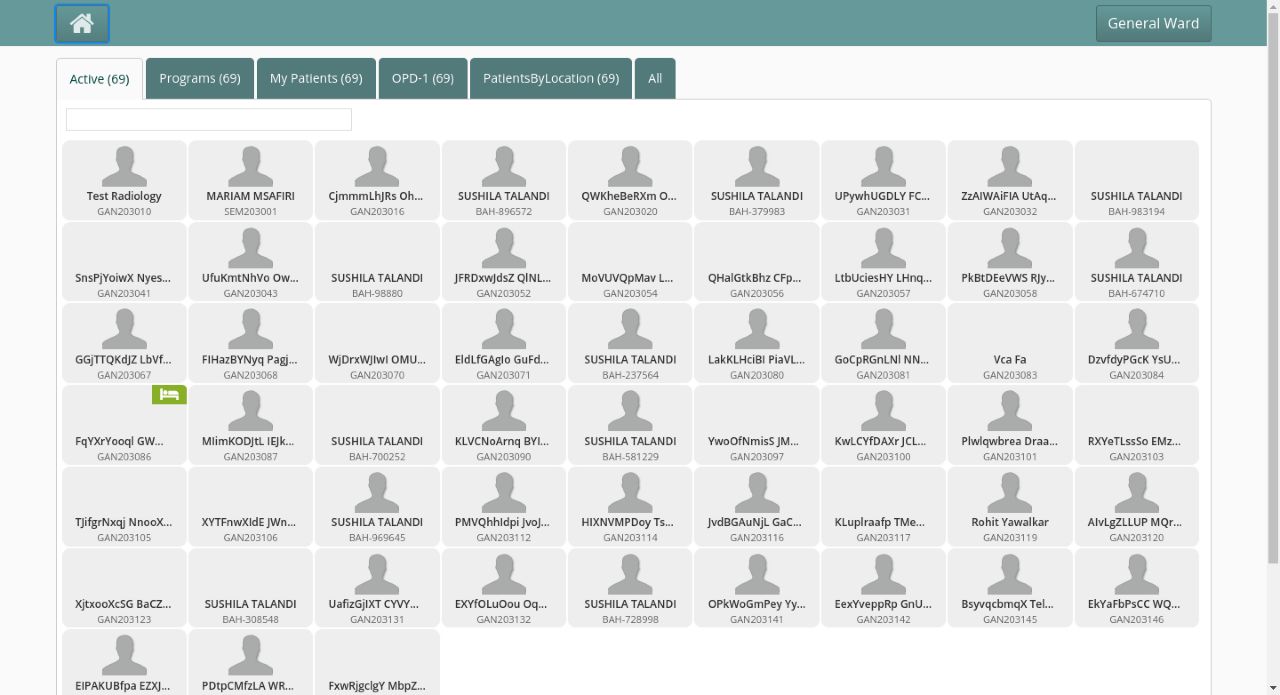 General Ward
Active (69)
Programs (69)
My Patients (69)
OPD-1 (69)
PatientsByLocation (69)
All
Test Radiology
GAN203010
MARIAM MSAFIRI
SEM203001
CjmmmLhJRs Oh...
GAN203016
SUSHILA TALANDI
BAH-896572
QWKheBeRXm O...
GAN203020
SUSHILA TALANDI
BAH-379983
UPywhUGDLY FC...
GAN203031
ZzAIWAiFIA UtAq...
GAN203032
SUSHILA TALANDI
BAH-983194
SnsPjYoiwX Nyes...
GAN203041
UfuKmtNhVo Ow...
GAN203043
SUSHILA TALANDI
BAH-98880
JFRDxwJdsZ QlNL...
GAN203052
MoVUVQpMav L...
GAN203054
QHalGtkBhz CFp...
GAN203056
LtbUciesHY LHnq...
GAN203057
PkBtDEeVWS RJy...
GAN203058
SUSHILA TALANDI
BAH-674710
GGjTTQKdJZ LbVf...
GAN203067
FIHazBYNyq Pagj...
GAN203068
WjDrxWJIwI OMU...
GAN203070
EldLfGAgIo GuFd...
GAN203071
SUSHILA TALANDI
BAH-237564
LakKLHciBI PiaVL...
GAN203080
GoCpRGnLNl NN...
GAN203081
Vca Fa
GAN203083
DzvfdyPGcK YsU...
GAN203084
FqYXrYooql GW...
GAN203086
MIimKODJtL IEJk...
GAN203087
SUSHILA TALANDI
BAH-700252
KLVCNoArnq BYI...
GAN203090
SUSHILA TALANDI
BAH-581229
YwoOfNmisS JM...
GAN203097
KwLCYfDAXr JCL...
GAN203100
Plwlqwbrea Draa...
GAN203101
RXYeTLssSo EMz...
GAN203103
TJifgrNxqj NnooX...
GAN203105
XYTFnwXIdE JWn...
GAN203106
SUSHILA TALANDI
BAH-969645
PMVQhhIdpi JvoJ...
GAN203112
HIXNVMPDoy Ts...
GAN203114
JvdBGAuNjL GaC...
GAN203116
KLuplraafp TMe...
GAN203117
Rohit Yawalkar
GAN203119
AIvLgZLLUP MQr...
GAN203120
XjtxooXcSG BaCZ...
GAN203123
SUSHILA TALANDI
BAH-308548
UafizGjIXT CYVY...
GAN203131
EXYfOLuOou Oq...
GAN203132
SUSHILA TALANDI
BAH-728998
OPkWoGmPey Yy...
GAN203141
EexYveppRp GnU...
GAN203142
BsyvqcbmqX Tel...
GAN203145
EkYaFbPsCC WQ...
GAN203146
EIPAKUBfpa EZXJ...
PDtpCMfzLA WR...
FxwRjgclgY MbpZ...